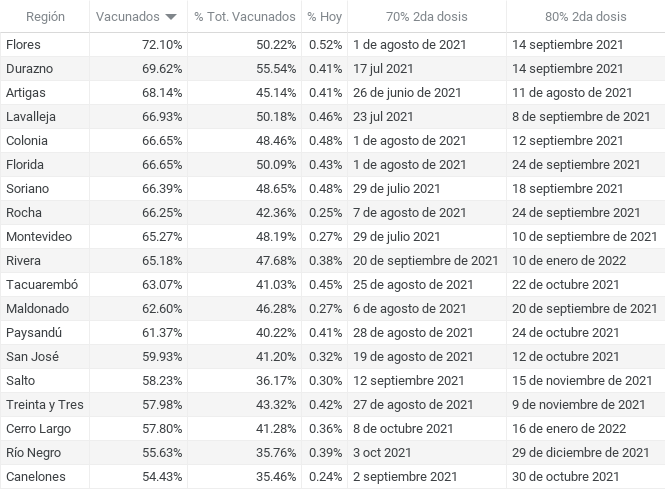 Región Vacunados % Tot. Vacunados % Hoy 70% 2da dosis 80% 2da dosis
Flores 72.10% 50.22% 0.52% 1 de agosto de 2021 14 septiembre 2021
Durazno 69.62% 55.54% 0.41% 17 jul 2021 14 septiembre 2021
Artigas 68.14% 45.14% 0.41% 26 de junio de 2021 11 de agosto de 2021
Lavalleja 66.93% 50.18% 0.46% 23 jul 2021 8 de septiembre de 2021
Colonia 66.65% 48.46% 0.48% 1 de agosto de 2021 12 septiembre 2021
Florida 66.65% 50.09% 0.43% 1 de agosto de 2021 24 de septiembre 2021
Soriano 66.39% 48.65% 0.48% 29 de julio 2021 18 septiembre 2021
Rocha 66.25% 42.36% 0.25% 7 de agosto de 2021 24 de septiembre 2021
Montevideo 65.27% 48.19% 0.27% 29 de julio 2021 10 de septiembre de 2021
Rivera 65.18% 47.68% 0.38% 20 de septiembre de 2021 10 de enero de 2022
Tacuarembó 63.07% 41.03% 0.45% 25 de agosto de 2021 22 de octubre 2021
Maldonado 62.60% 46.28% 0.27% 6 de agosto de 2021 20 de septiembre de 2021
Paysandú 61.37% 40.22% 0.41% 28 de agosto de 2021 24 de octubre 2021
San José 59.93% 41.20% 0.32% 19 de agosto de 2021 12 de octubre 2021
Salto 58.23% 36.17% 0.30% 12 septiembre 2021 15 de noviembre de 2021
Treinta y Tres 57.98% 43.32% 0.42% 27 de agosto de 2021 9 de noviembre de 2021
Cerro Largo 57.80% 41.28% 0.36% 8 de octubre de 2021 16 de enero de 2022
Río Negro 55.63% 35.76% 0.39% 3 oct 2021 29 de diciembre de 2021
Canelones 54.43% 35.46% 0.24% 2 septiembre 2021 30 de octubre 2021